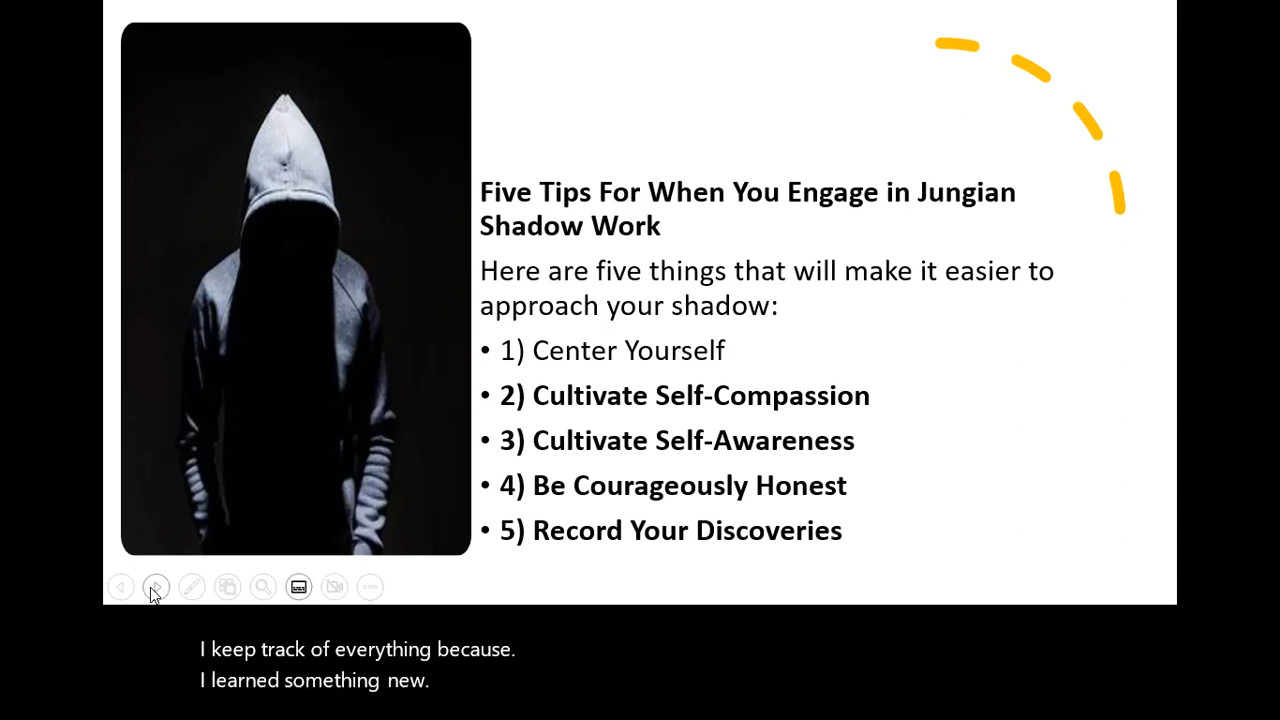 Five Tips For When You Engage in Jungian
Shadow Work
Here are five things that will make it easier to
approach your shadow:
• 1) Center Yourself
• 2) Cultivate Self-Compassion
• 3) Cultivate Self-Awareness
• 4) Be Courageously Honest
• 5) Record Your Discoveries
I keep track of everything because.
I learned something new.